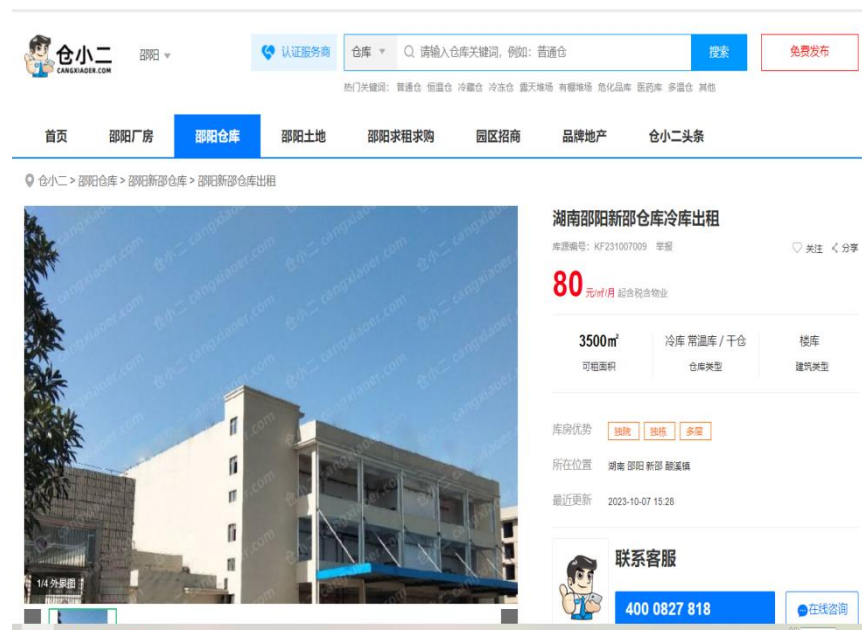 仓小二
CANGXIAOER.COM
邵阳
认证服务商
仓库
请输入仓库关键词，例如：普通仓
搜索
免费发布
热门关键词： 普通仓 恒温仓 冷藏仓 冷冻仓 露天堆场 有棚堆场 危化品库 医药库 多温仓 其他
首页 邵阳厂房 邵阳仓库 邵阳土地 邵阳求租求购 园区招商 品牌地产 仓小二头条
仓小二 > 邵阳仓库 > 邵阳新邵仓库 > 邵阳新邵仓库出租
湖南邵阳新邵仓库冷库出租
库源编号：KF231007009 举报
关注 分享
80 元/㎡/月 起含税含物业
3500㎡ 冷库 常温库 / 干仓 楼库
可租面积 仓库类型 建筑类型
库房优势 独院 独栋 多层
所在位置 湖南 邵阳 新邵 酿溪镇
最近更新 2023-10-07 15:28
仓小二 cangxiaoer.com
1/4 外景图
联系客服
400 0827 818
在线咨询